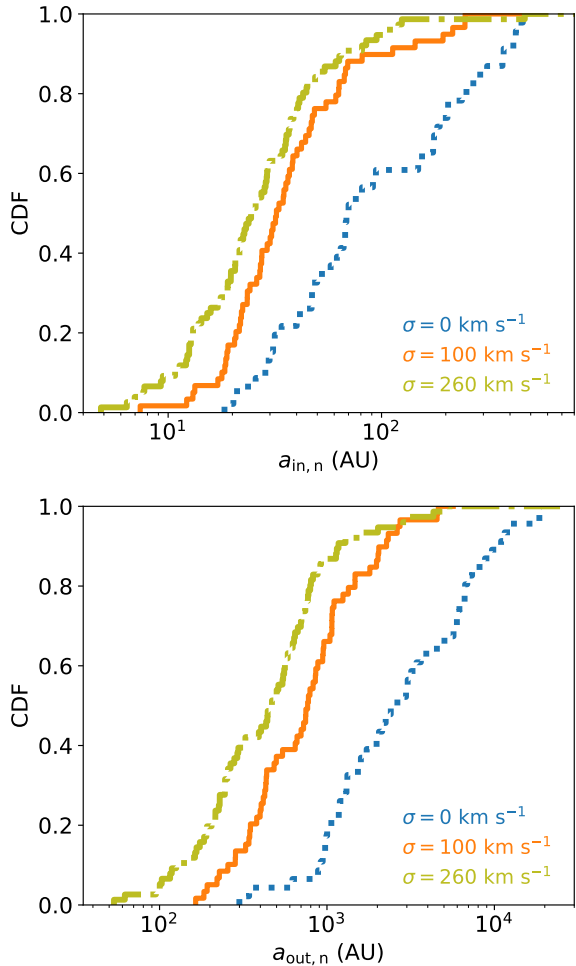 1.0
0.8
0.6
0.4
0.2
0.0
CDF
σ = 0 km s⁻¹
σ = 100 km s⁻¹
σ = 260 km s⁻¹
10¹ 10²
a_in, n (AU)
1.0
0.8
0.6
0.4
0.2
0.0
CDF
σ = 0 km s⁻¹
σ = 100 km s⁻¹
σ = 260 km s⁻¹
10² 10³ 10⁴
a_out, n (AU)